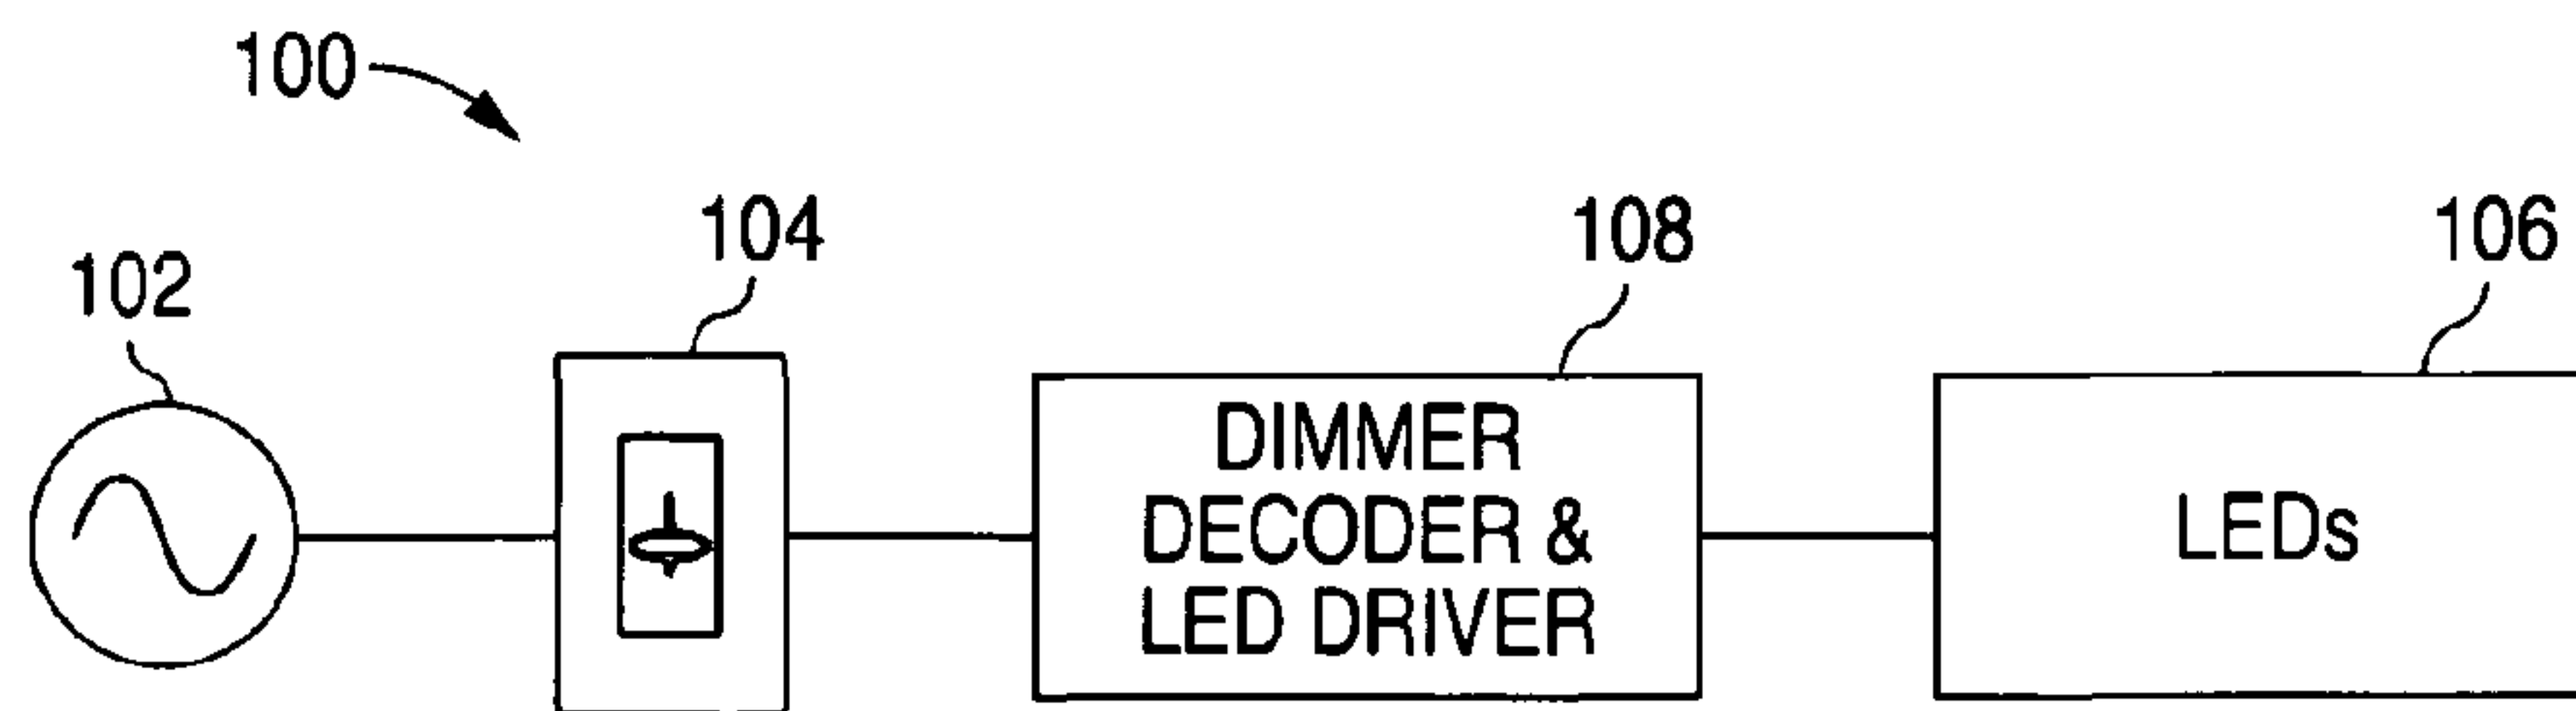 100
104
108
106
102
DIMMER
DECODER &
LED DRIVER
LEDs